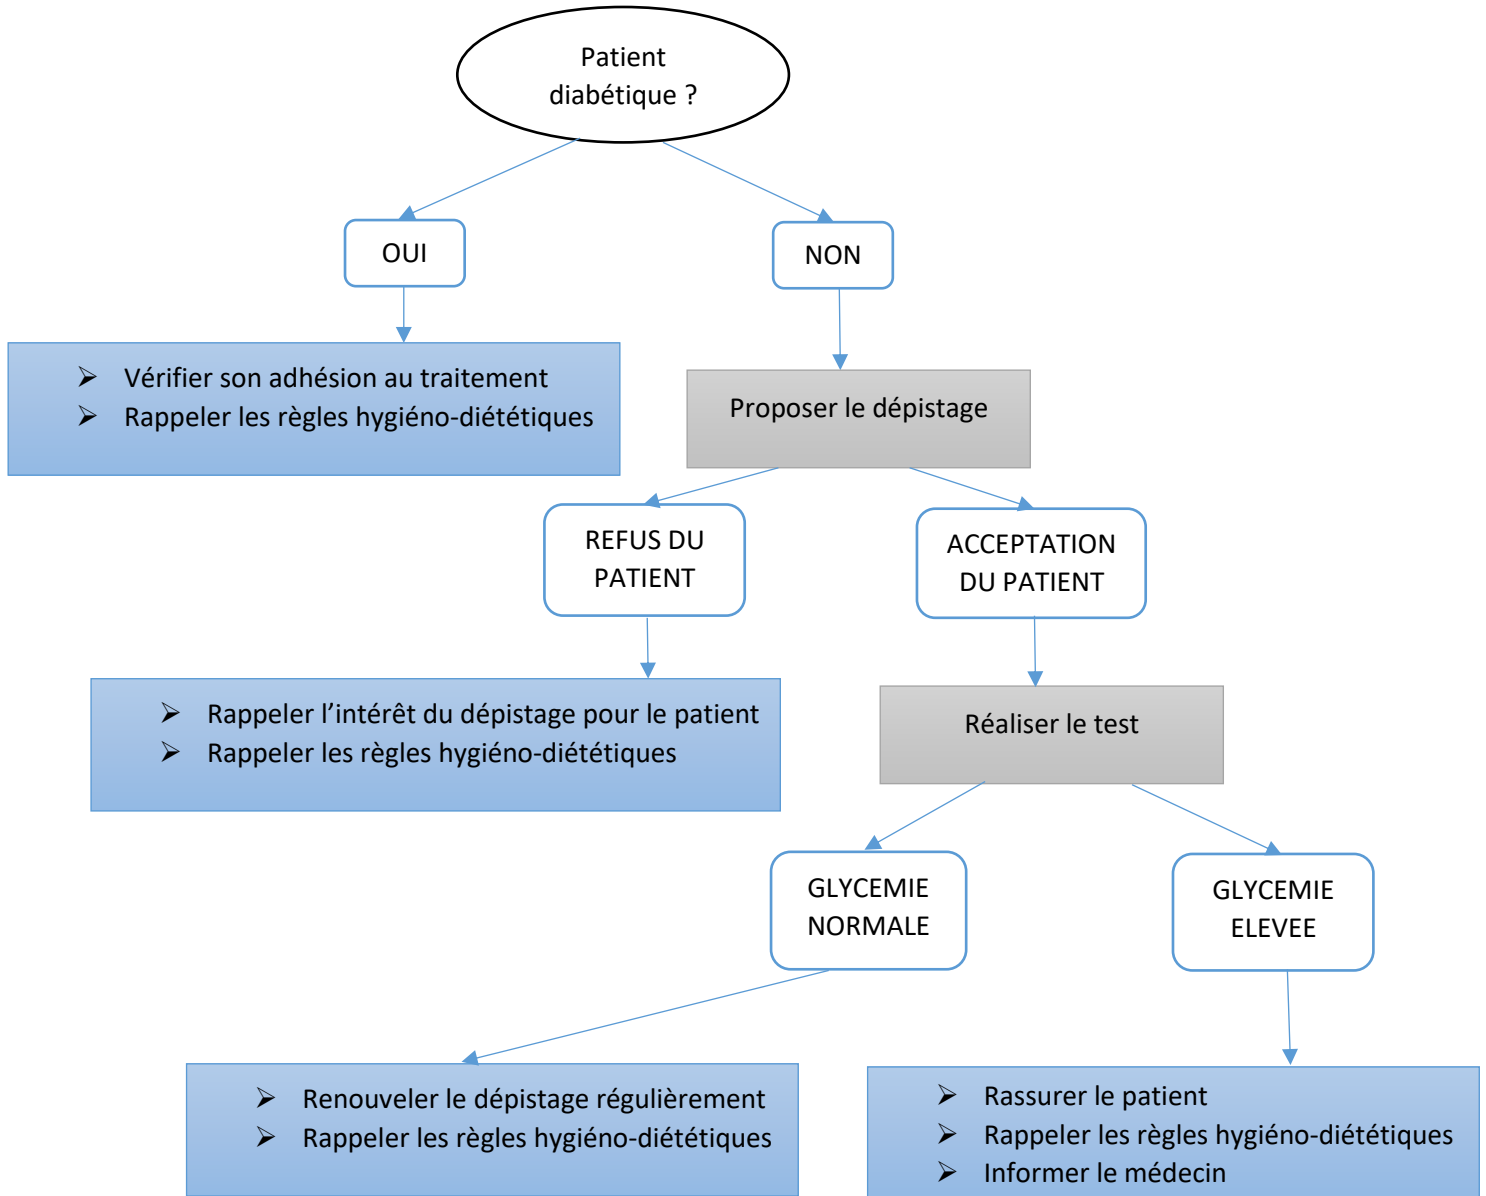 Patient
diabétique ?
OUI
NON
➢ Vérifier son adhésion au traitement
➢ Rappeler les règles hygiéno-diététiques
Proposer le dépistage
REFUS DU
PATIENT
ACCEPTATION
DU PATIENT
➢ Rappeler l’intérêt du dépistage pour le patient
➢ Rappeler les règles hygiéno-diététiques
Réaliser le test
GLYCEMIE
NORMALE
GLYCEMIE
ELEVEE
➢ Renouveler le dépistage régulièrement
➢ Rappeler les règles hygiéno-diététiques
➢ Rassurer le patient
➢ Rappeler les règles hygiéno-diététiques
➢ Informer le médecin